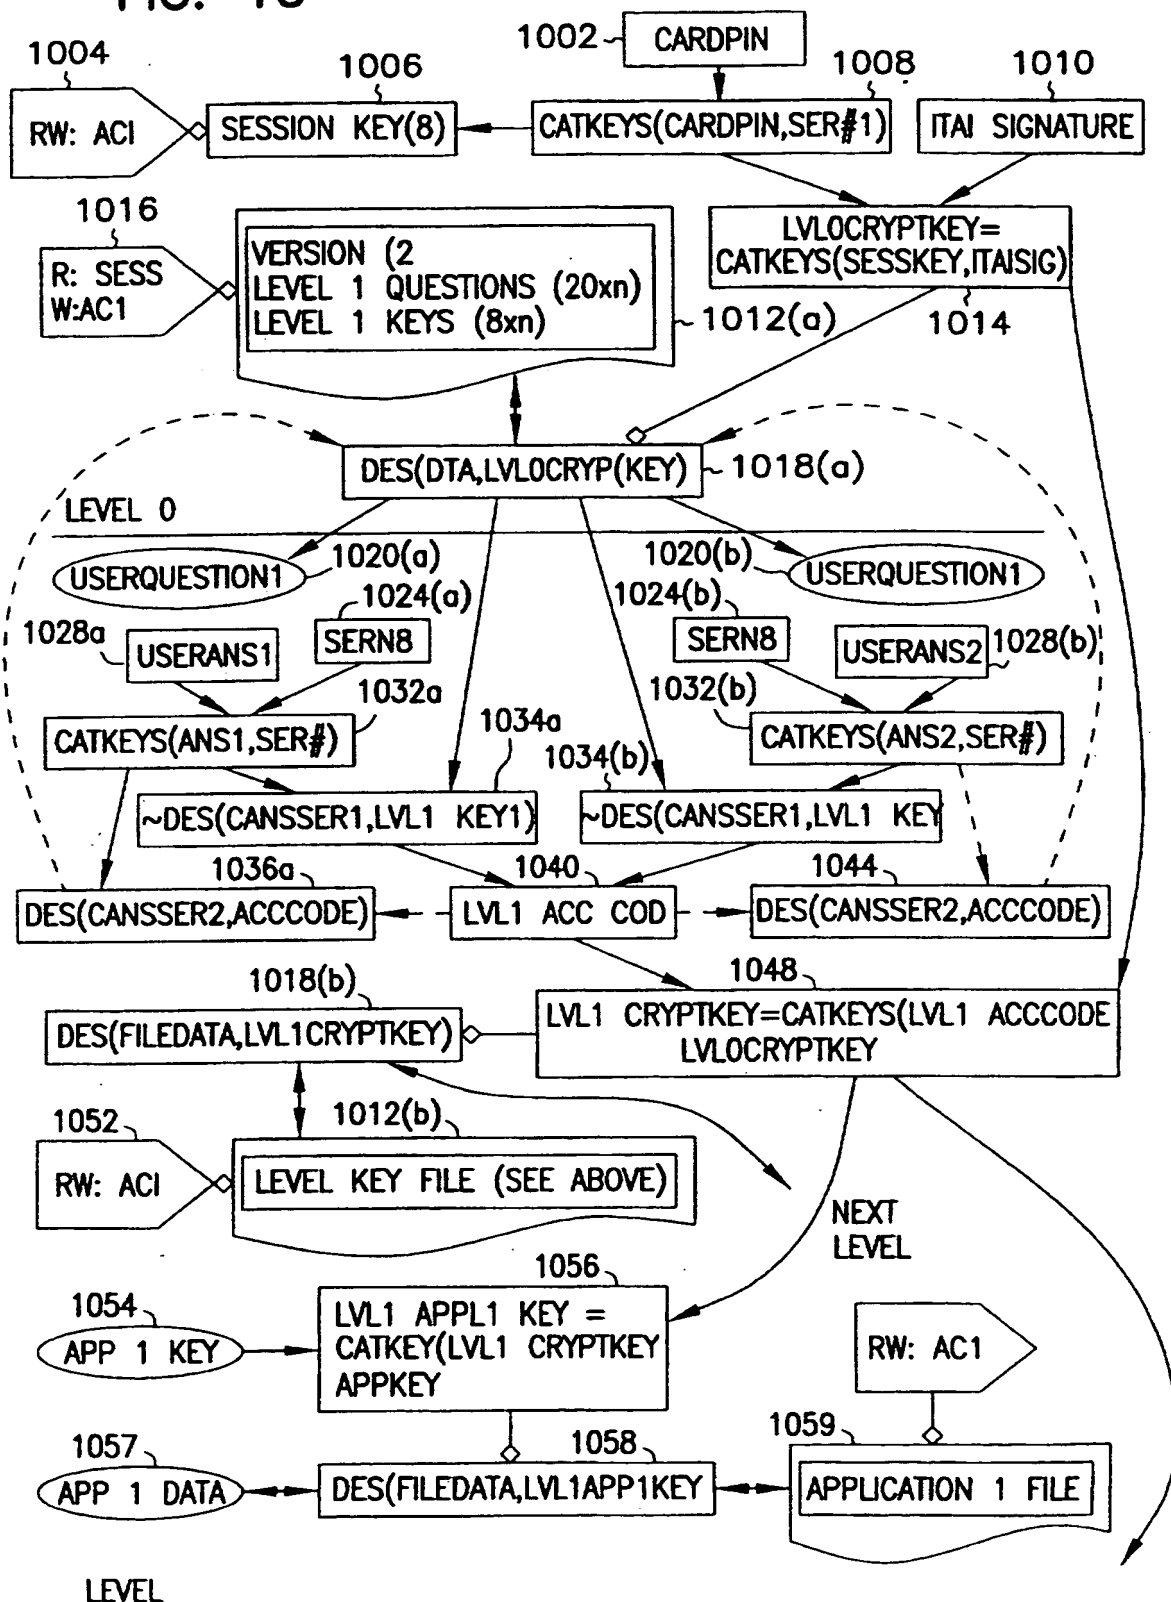 1002
CARDPIN
1004
1006
1008
1010
RW: ACI
SESSION KEY(8)
CATKEYS(CARDPIN,SER#1)
ITAI SIGNATURE
1016
R: SESS
W:AC1
VERSION (2
LEVEL 1 QUESTIONS (20xn)
LEVEL 1 KEYS (8xn)
1012(a)
LVLOCRYPTKEY=
CATKEYS(SESSKEY,ITAISIG)
1014
DES(DTA,LVLOCRYP(KEY)
1018(a)
LEVEL 0
USERQUESTION1
1020(a)
1020(b)
USERQUESTION1
1024(a)
1024(b)
1028a
USERANS1
SERN8
SERN8
USERANS2
1028(b)
1032a
1032(b)
CATKEYS(ANS1,SER#)
CATKEYS(ANS2,SER#)
1034a
1034(b)
~DES(CANSSER1,LVL1 KEY1)
~DES(CANSSER1,LVL1 KEY
1036a
1040
1044
DES(CANSSER2,ACCCODE)
LVL1 ACC COD
DES(CANSSER2,ACCCODE)
1018(b)
1048
DES(FILEDATA,LVL1CRYPTKEY)
LVL1 CRYPTKEY=CATKEYS(LVL1 ACCCODE
LVLOCRYPTKEY
1052
1012(b)
RW: ACI
LEVEL KEY FILE (SEE ABOVE)
NEXT
LEVEL
1054
1056
APP 1 KEY
LVL1 APPL1 KEY =
CATKEY(LVL1 CRYPTKEY
APPKEY
RW: AC1
1057
1058
1059
APP 1 DATA
DES(FILEDATA,LVL1APP1KEY
APPLICATION 1 FILE
LEVEL